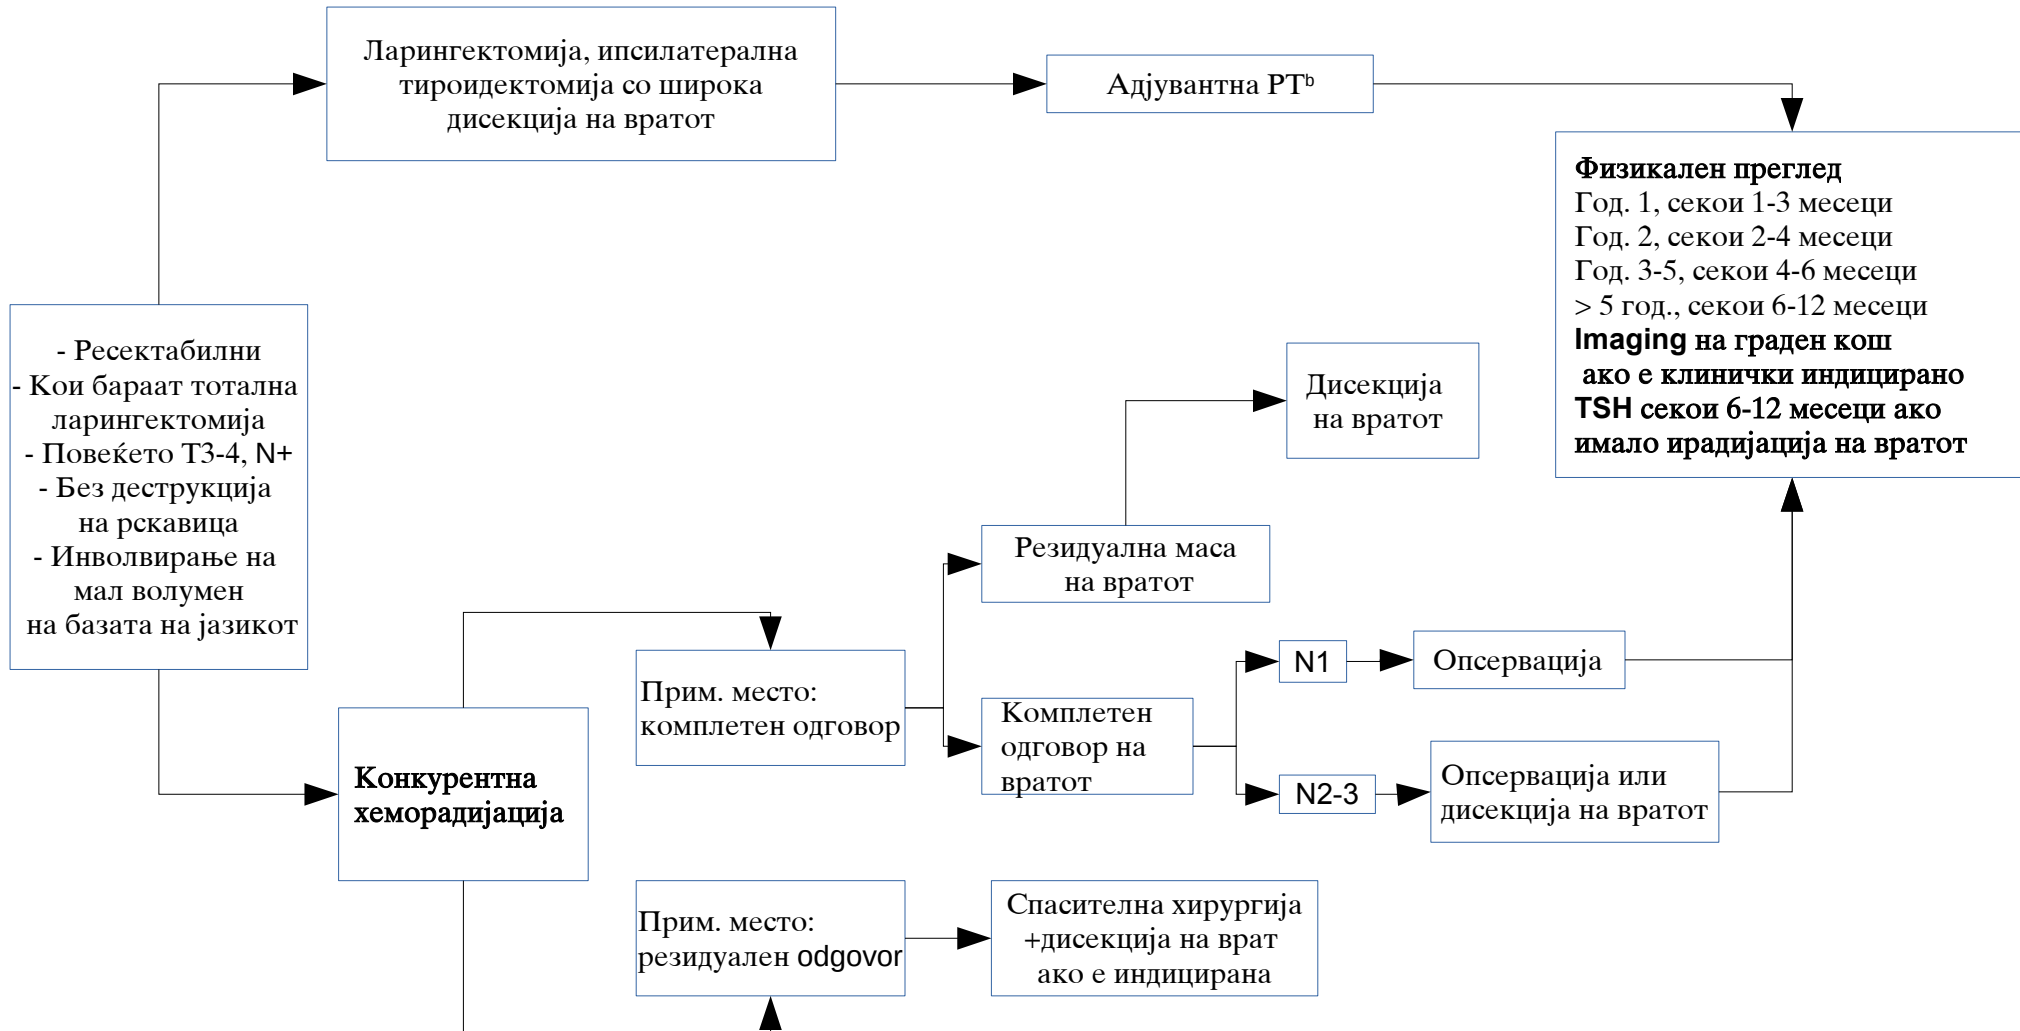 Ларингектомија, ипсилатерална
тироидектомија со широка
дисекција на вратот
Адјувантна РТᵇ
Физикален преглед
Год. 1, секои 1-3 месеци
Год. 2, секои 2-4 месеци
Год. 3-5, секои 4-6 месеци
> 5 год., секои 6-12 месеци
Imaging на граден кош
ако е клинички индицирано
TSH секои 6-12 месеци ако
имало ирадијација на вратот
- Ресектабилни
- Кои бараат тотална
ларингектомија
- Повеќето Т3-4, N+
- Без деструкција
на рскавица
- Инволвирање на
мал волумен
на базата на јазикот
Дисекција
на вратот
Резидуална маса
на вратот
Прим. место:
комплетен одговор
Комплетен
одговор на
вратот
N1
Опсервација
N2-3
Опсервација или
дисекција на вратот
Конкурентна
хеморадијација
Прим. место:
резидуален odgovor
Спасителна хирургија
+дисекција на врат
ако е индицирана